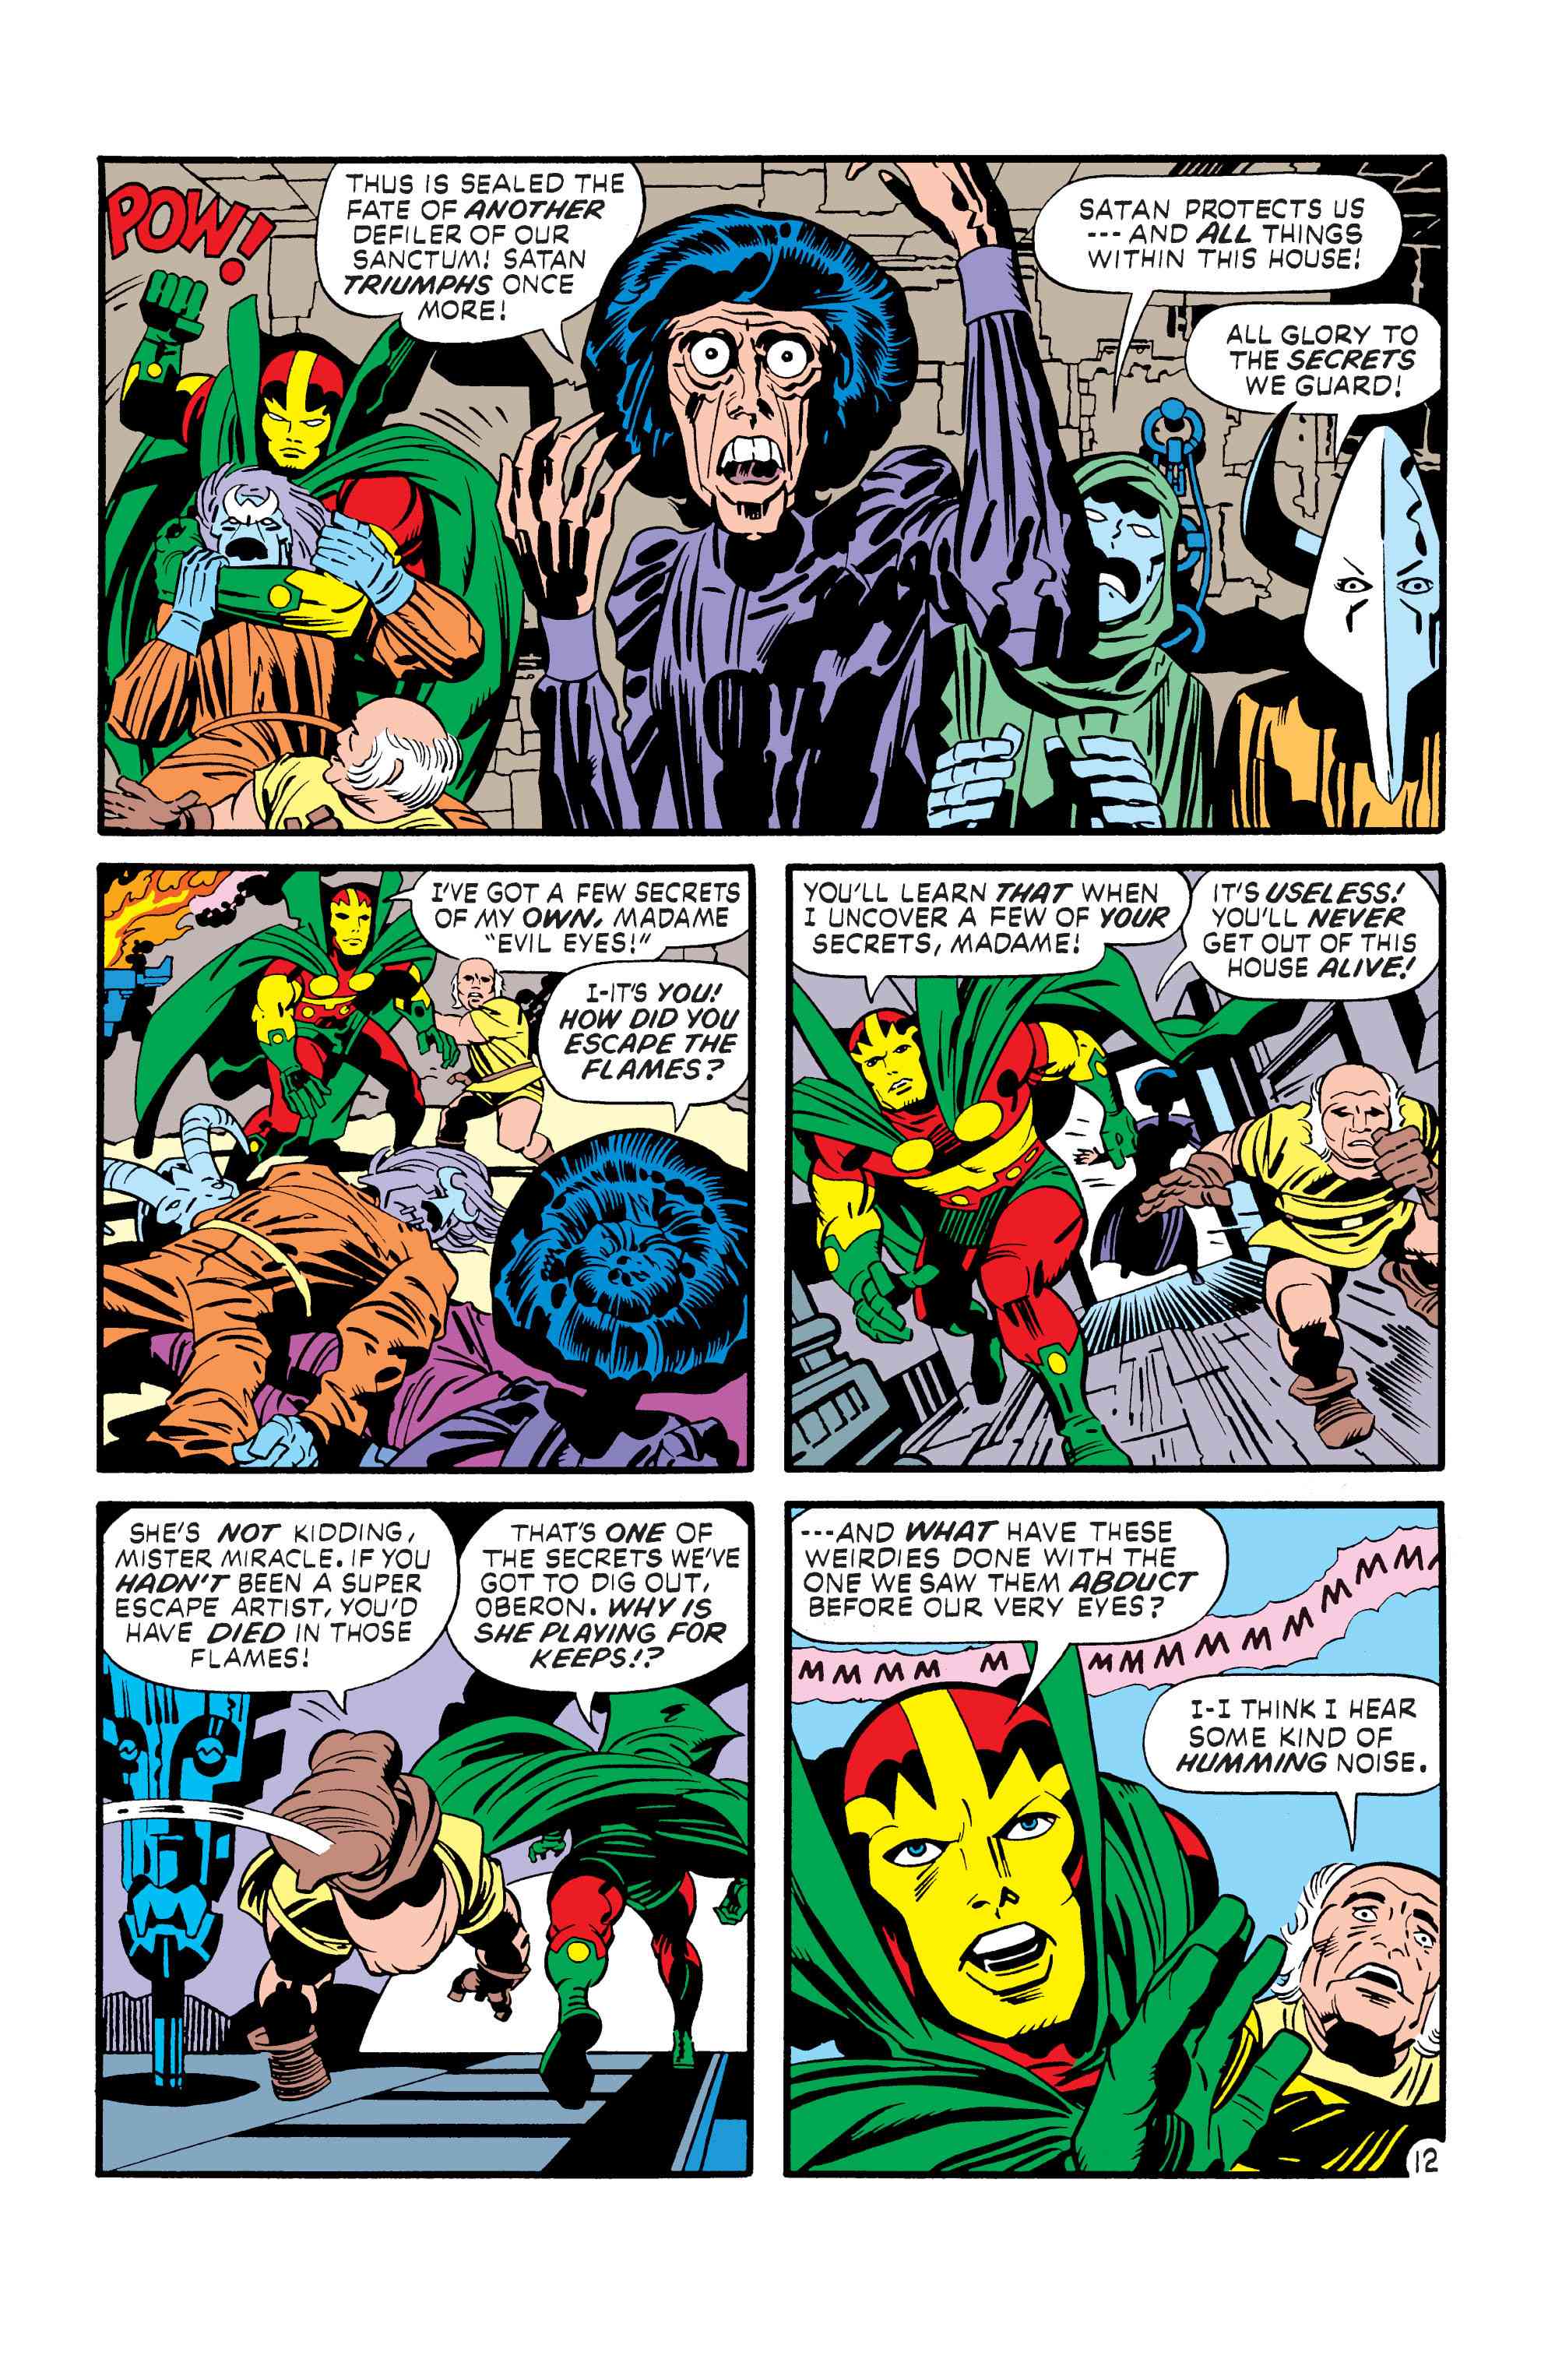 POW!
THUS IS SEALED THE
FATE OF ANOTHER
DEFILER OF OUR
SANCTUM! SATAN
TRIUMPHS ONCE
MORE!
SATAN PROTECTS US
---AND ALL THINGS
WITHIN THIS HOUSE!
ALL GLORY TO
THE SECRETS
WE GUARD!
I'VE GOT A FEW SECRETS
OF MY OWN, MADAME
"EVIL EYES!"
I-IT'S YOU!
HOW DID YOU
ESCAPE THE
FLAMES?
YOU'LL LEARN THAT WHEN
I UNCOVER A FEW OF YOUR
SECRETS, MADAME!
IT'S USELESS!
YOU'LL NEVER
GET OUT OF THIS
HOUSE ALIVE!
SHE'S NOT KIDDING,
MISTER MIRACLE. IF YOU
HADN'T BEEN A SUPER
ESCAPE ARTIST, YOU'D
HAVE DIED IN THOSE
FLAMES!
THAT'S ONE OF
THE SECRETS WE'VE
GOT TO DIG OUT,
OBERON. WHY IS
SHE PLAYING FOR
KEEPS!?
---AND WHAT HAVE THESE
WEIRDIES DONE WITH THE
ONE WE SAW THEM ABDUCT
BEFORE OUR VERY EYES?
MMMM M MMMMMMMMMMM
I-I THINK I HEAR
SOME KIND OF
HUMMING NOISE.
12